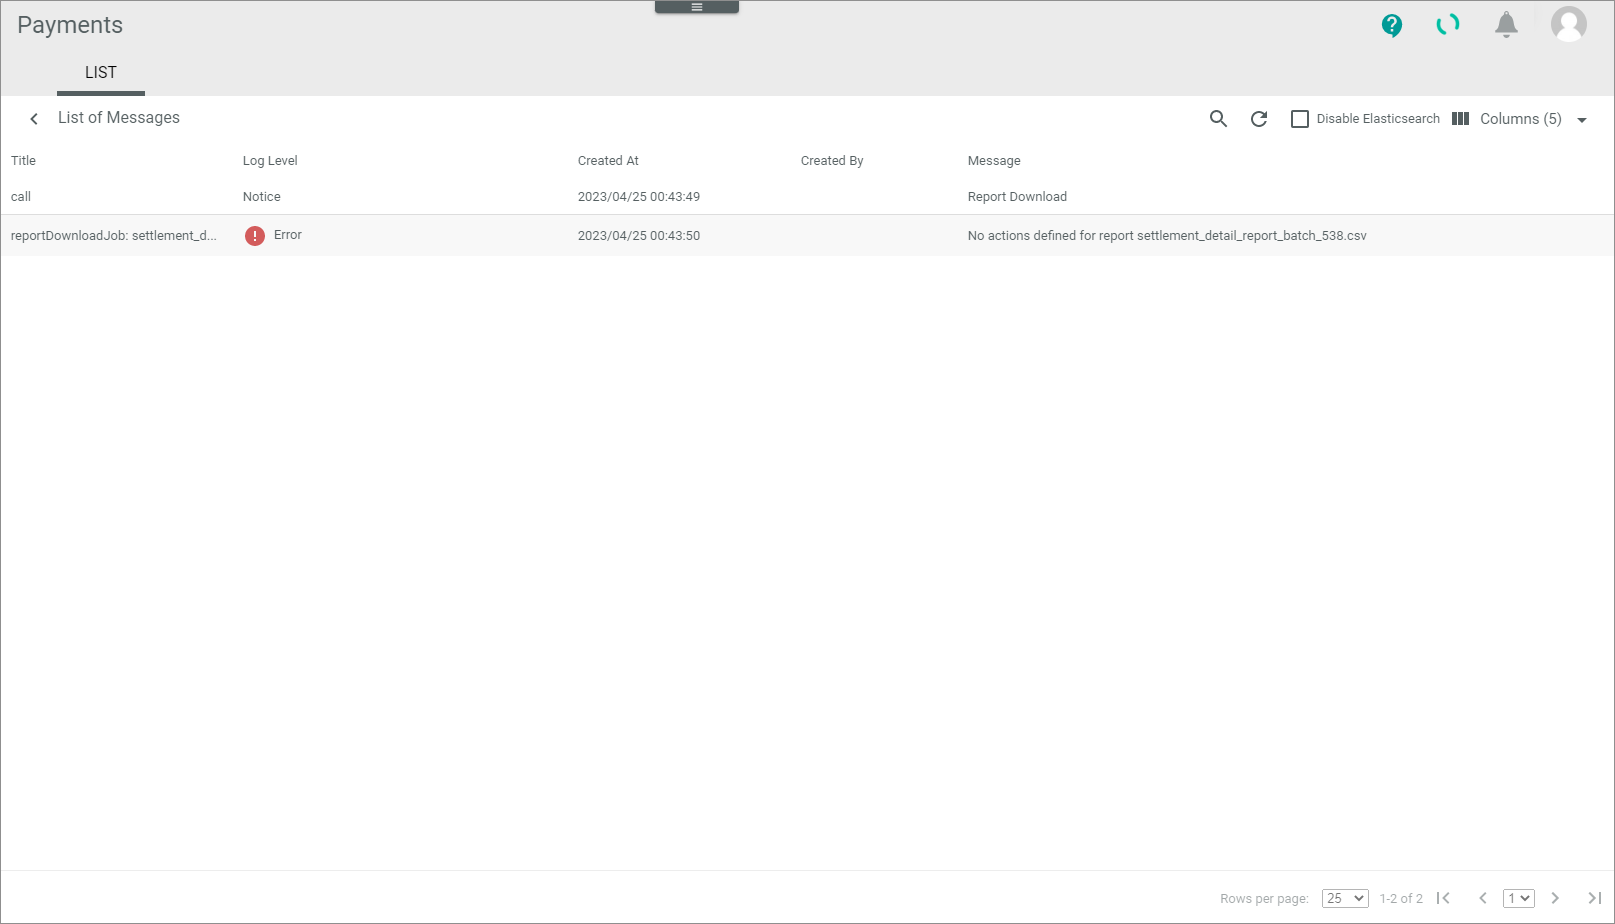 Payments
LIST
List of Messages
Disable Elasticsearch
Columns (5)
Title Log Level Created At Created By Message
call Notice 2023/04/25 00:43:49 Report Download
reportDownloadJob: settlement_d... Error 2023/04/25 00:43:50 No actions defined for report settlement_detail_report_batch_538.csv
Rows per page: 25 1-2 of 2 1